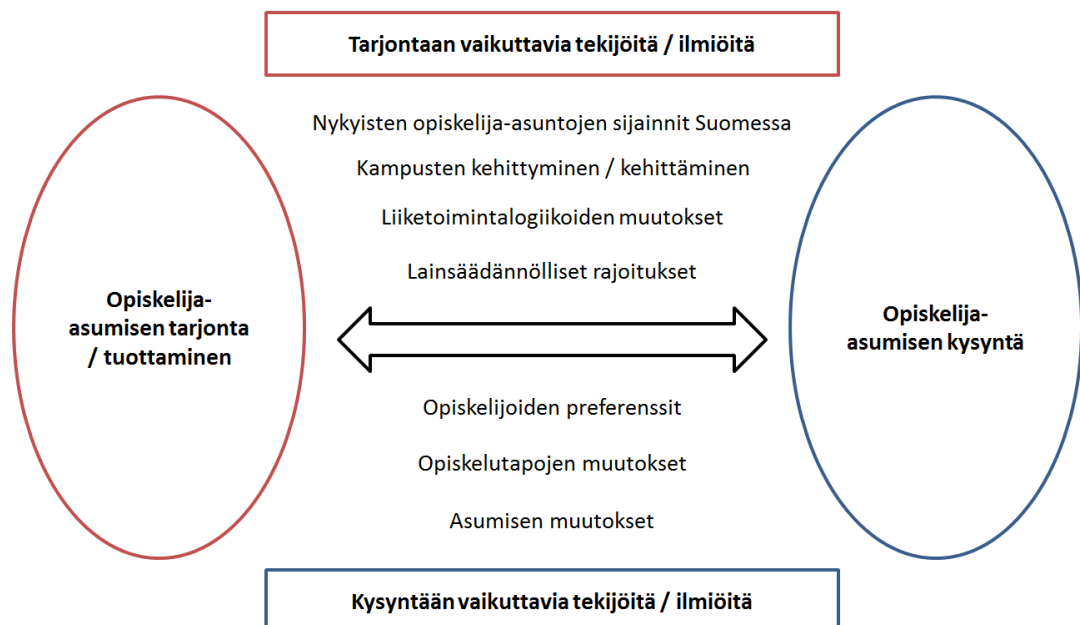 Tarjontaan vaikuttavia tekijöitä / ilmiöitä
Nykyisten opiskelija-asuntojen sijainnit Suomessa
Kampusten kehittyminen / kehittäminen
Liiketoimintalogiikoiden muutokset
Lainsäädännölliset rajoitukset
Opiskelija-
asumisen tarjonta
/ tuottaminen
Opiskelija-
asumisen kysyntä
Opiskelijoiden preferenssit
Opiskelutapojen muutokset
Asumisen muutokset
Kysyntään vaikuttavia tekijöitä / ilmiöitä